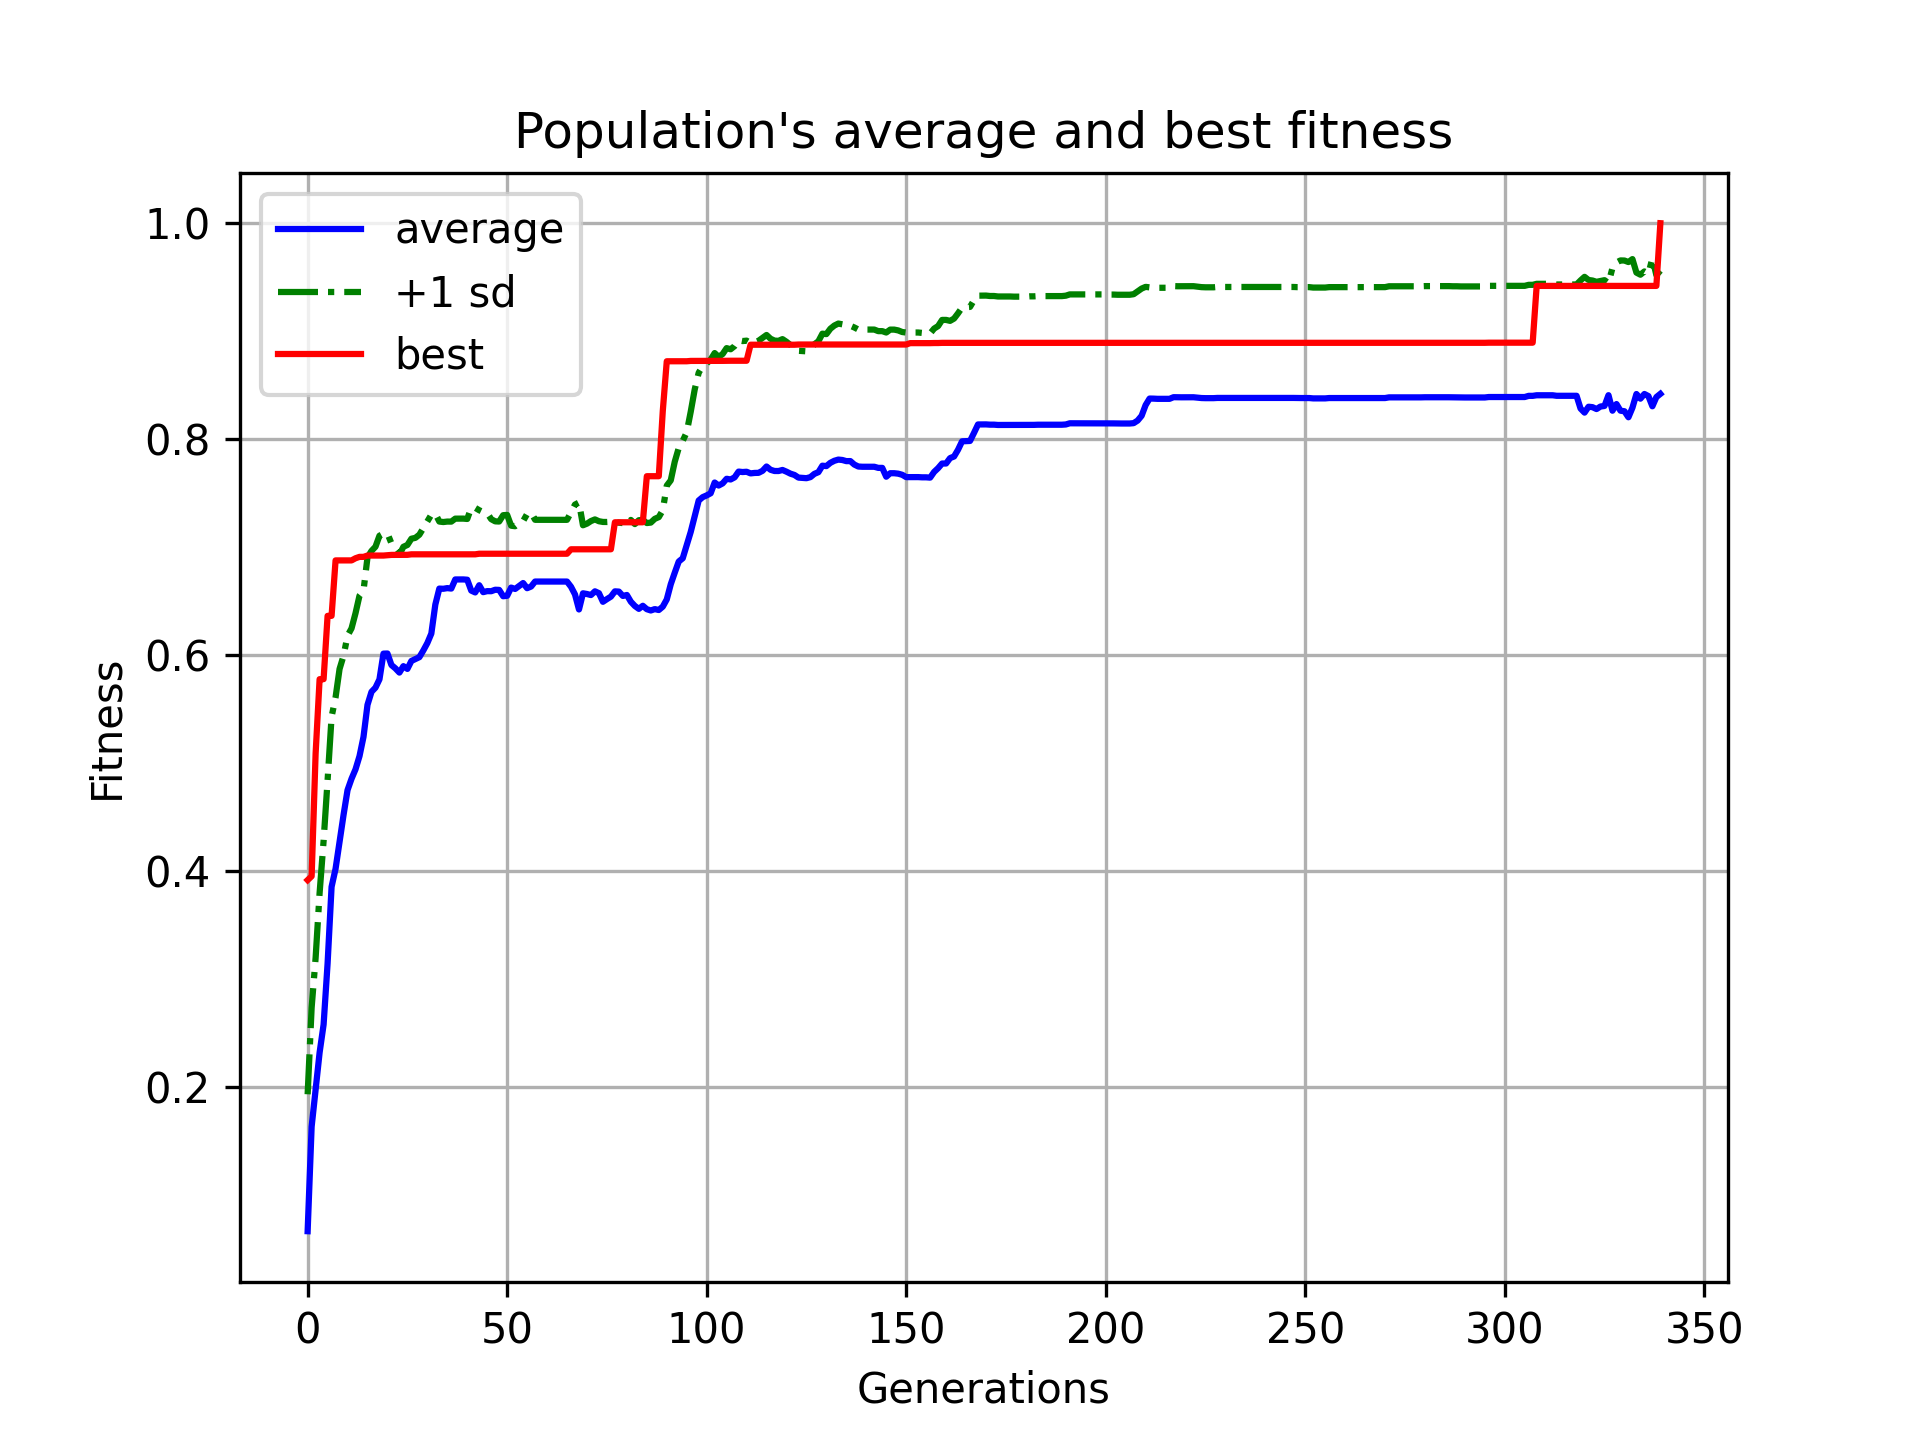 Population's average and best fitness
average
+1 sd
best
1.0
0.8
0.6
0.4
0.2
Fitness
0 50 100 150 200 250 300 350
Generations